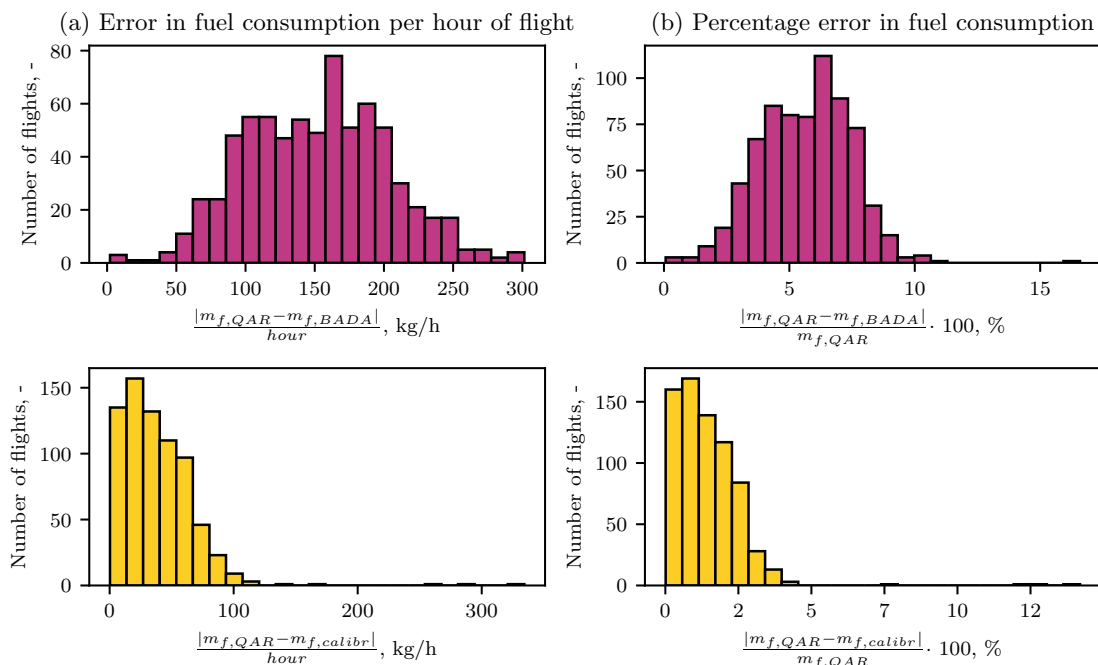 (a) Error in fuel consumption per hour of flight
Number of flights, -
80
60
40
20
0
0 50 100 150 200 250 300
|m_{f,QAR}−m_{f,BADA}|
hour , kg/h
(b) Percentage error in fuel consumption
Number of flights, -
100
75
50
25
0
0 5 10 15
|m_{f,QAR}−m_{f,BADA}|
m_{f,QAR} · 100, %
Number of flights, -
150
100
50
0
0 100 200 300
|m_{f,QAR}−m_{f,calibr}|
hour , kg/h
Number of flights, -
150
100
50
0
0 2 5 7 10 12
|m_{f,QAR}−m_{f,calibr}|
m_{f,QAR} · 100, %